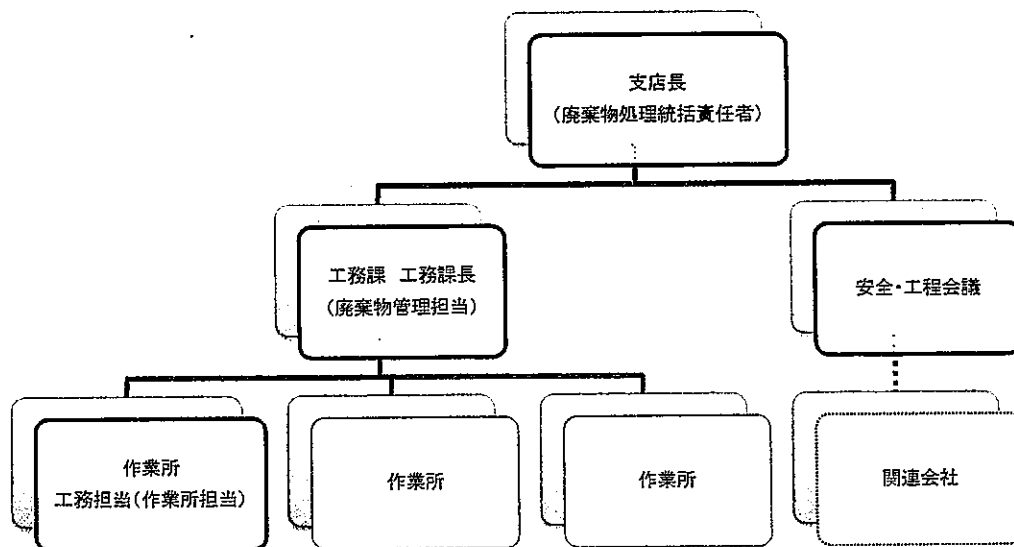 支店長
(廃棄物処理統括責任者)
工務課 工務課長
(廃棄物管理担当)
安全・工程会議
作業所
工務担当(作業所担当)
作業所
作業所
関連会社